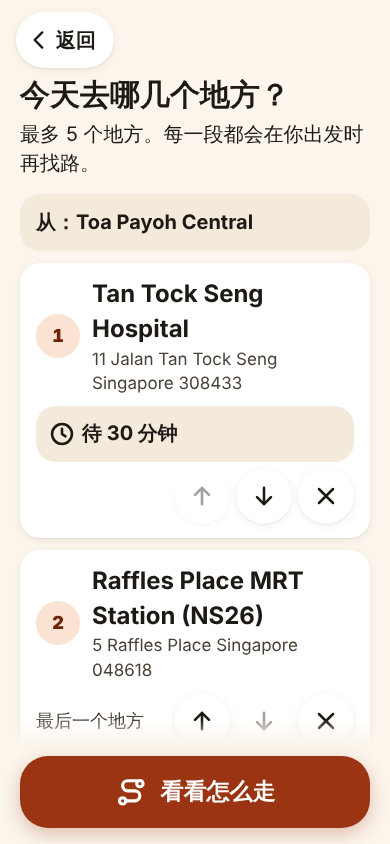 返回
今天去哪几个地方？
最多 5 个地方。每一段都会在你出发时
再找路。
从：Toa Payoh Central
1
Tan Tock Seng
Hospital
11 Jalan Tan Tock Seng
Singapore 308433
待 30 分钟
2
Raffles Place MRT
Station (NS26)
5 Raffles Place Singapore
048618
最后一个地方
看看怎么走